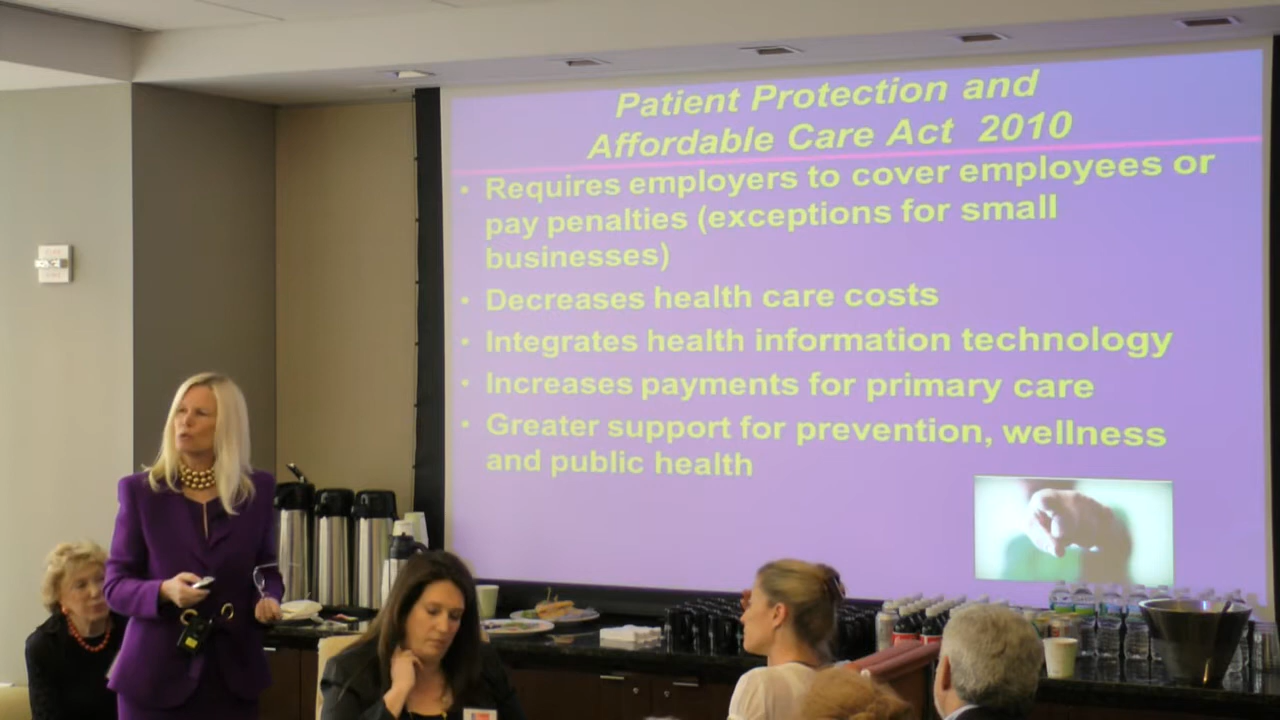 Patient Protection and
Affordable Care Act 2010
• Requires employers to cover employees or
pay penalties (exceptions for small
businesses)
• Decreases health care costs
• Integrates health information technology
• Increases payments for primary care
• Greater support for prevention, wellness
and public health